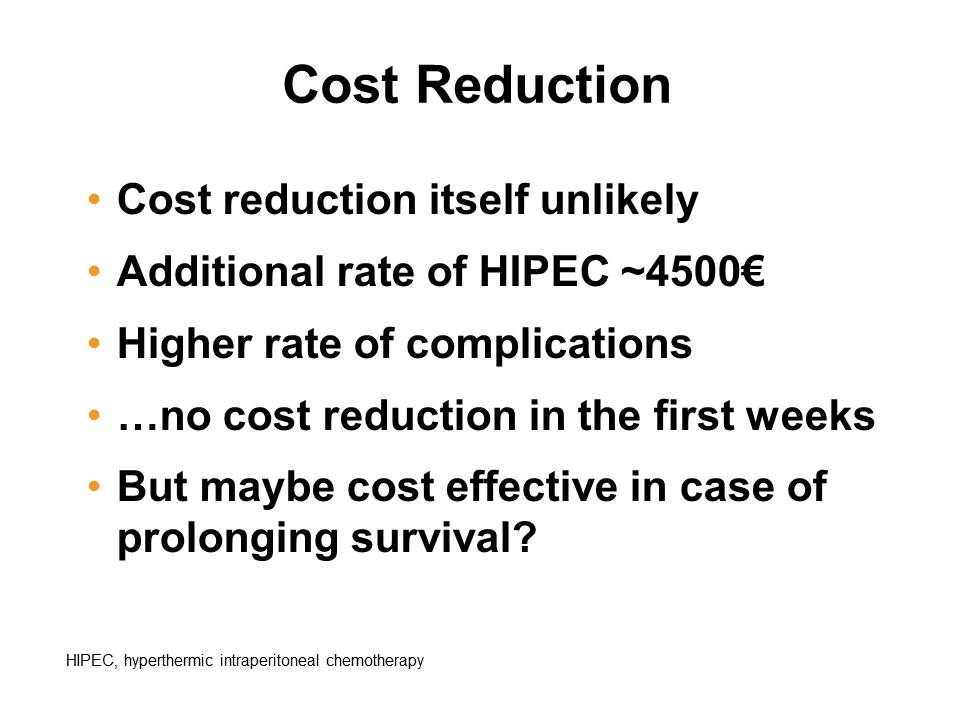 Cost Reduction
• Cost reduction itself unlikely
• Additional rate of HIPEC ~4500€
• Higher rate of complications
• …no cost reduction in the first weeks
• But maybe cost effective in case of
prolonging survival?
HIPEC, hyperthermic intraperitoneal chemotherapy